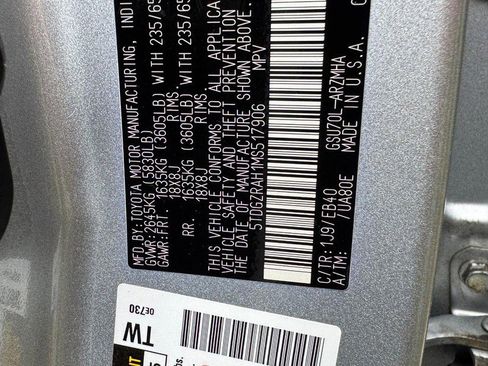 MFD.BY:TOYOTA MOTOR MANUFACTURING, INDI
GVWR:2645KG (5830LB)
GAWR:FRT. 1635KG (3605LB) WITH 235/65
18X8J RIMS,
RR. 1635KG (3605LB) WITH 235/65
18X8J RIMS,
THIS VEHICLE CONFORMS TO ALL APPLICA
VEHICLE SAFETY AND THEFT PREVENTION
EFFECT ON THE DATE OF MANUFACTURE SHOWN ABOVE.
5TDGZRAH1MS517906 MPV
C/TR: 1J9/EB40 GSU70L-ARZMHA
A/TM: /UA80E MADE IN U.S.A.
0E730
TW